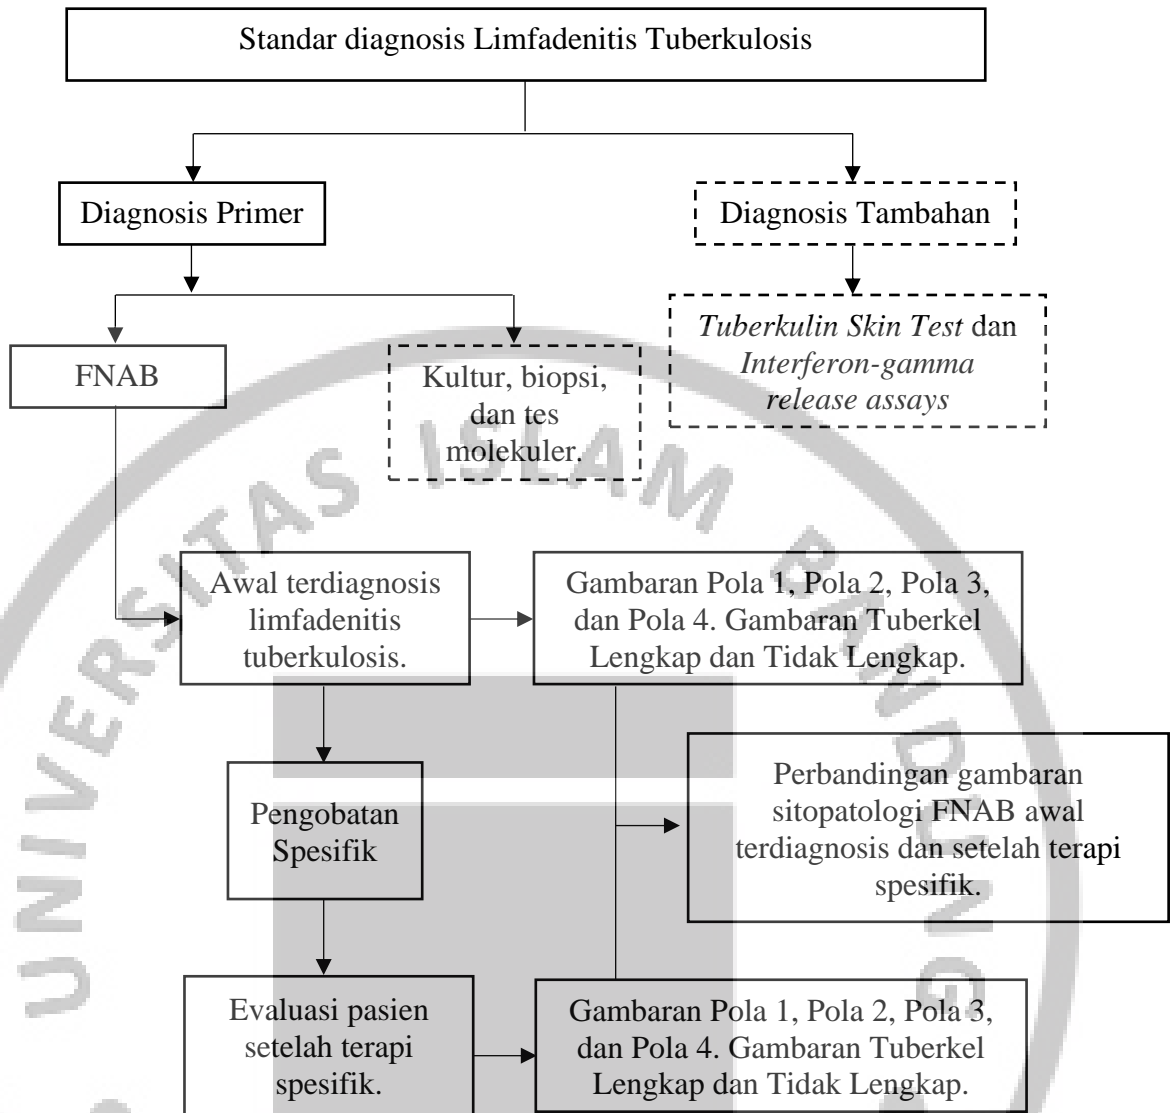 Standar diagnosis Limfadenitis Tuberkulosis
Diagnosis Primer
Diagnosis Tambahan
FNAB
Kultur, biopsi,
dan tes
molekuler.
Tuberkulin Skin Test dan
Interferon-gamma
release assays
Awal terdiagnosis
limfadenitis
tuberkulosis.
Gambaran Pola 1, Pola 2, Pola 3,
dan Pola 4. Gambaran Tuberkel
Lengkap dan Tidak Lengkap.
Pengobatan
Spesifik
Perbandingan gambaran
sitopatologi FNAB awal
terdiagnosis dan setelah terapi
spesifik.
Evaluasi pasien
setelah terapi
spesifik.
Gambaran Pola 1, Pola 2, Pola 3,
dan Pola 4. Gambaran Tuberkel
Lengkap dan Tidak Lengkap.
UNIVERSITAS ISLAM BANDUNG